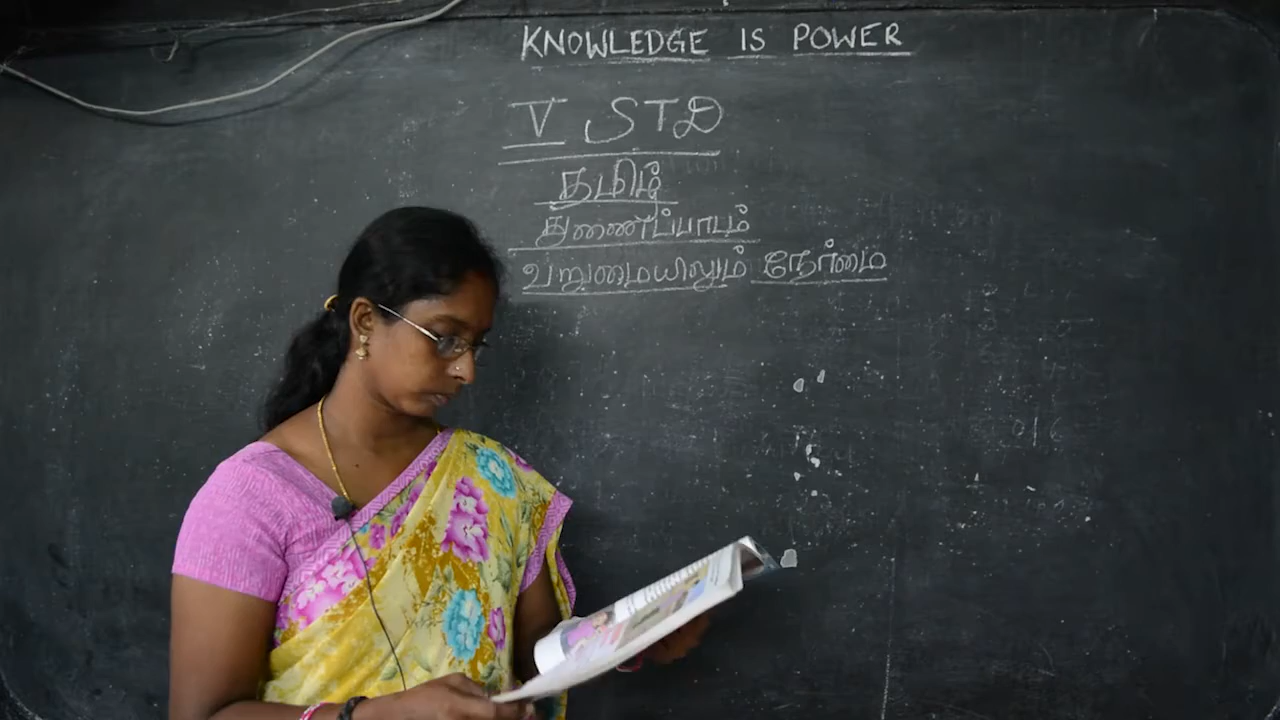 KNOWLEDGE IS POWER
V STD
தமிழ்
துணைப்பாடம்
வறுமையிலும் நேர்மை